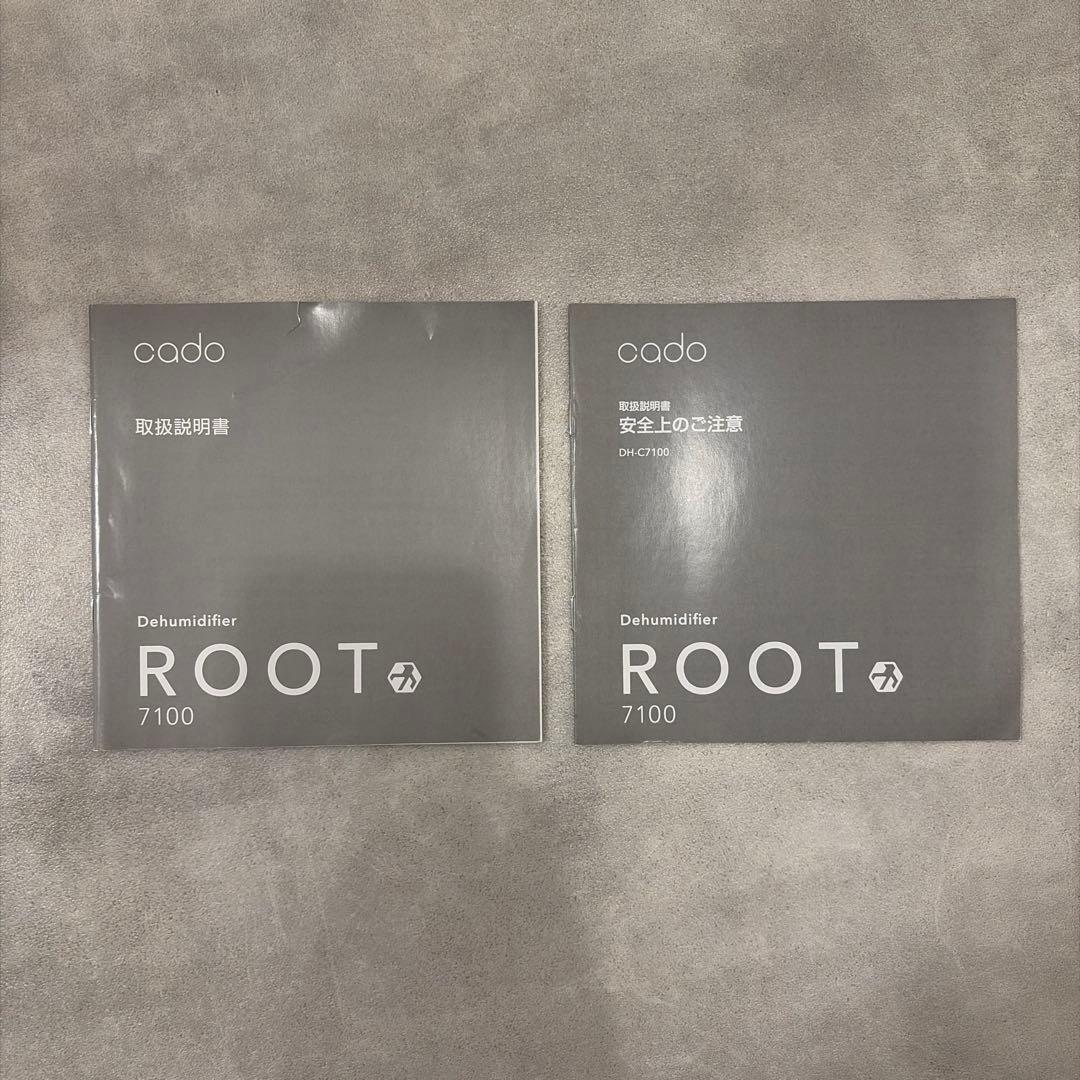 cado
取扱説明書
Dehumidifier
ROOT
7100
cado
取扱説明書
安全上のご注意
DH-C7100
Dehumidifier
ROOT
7100